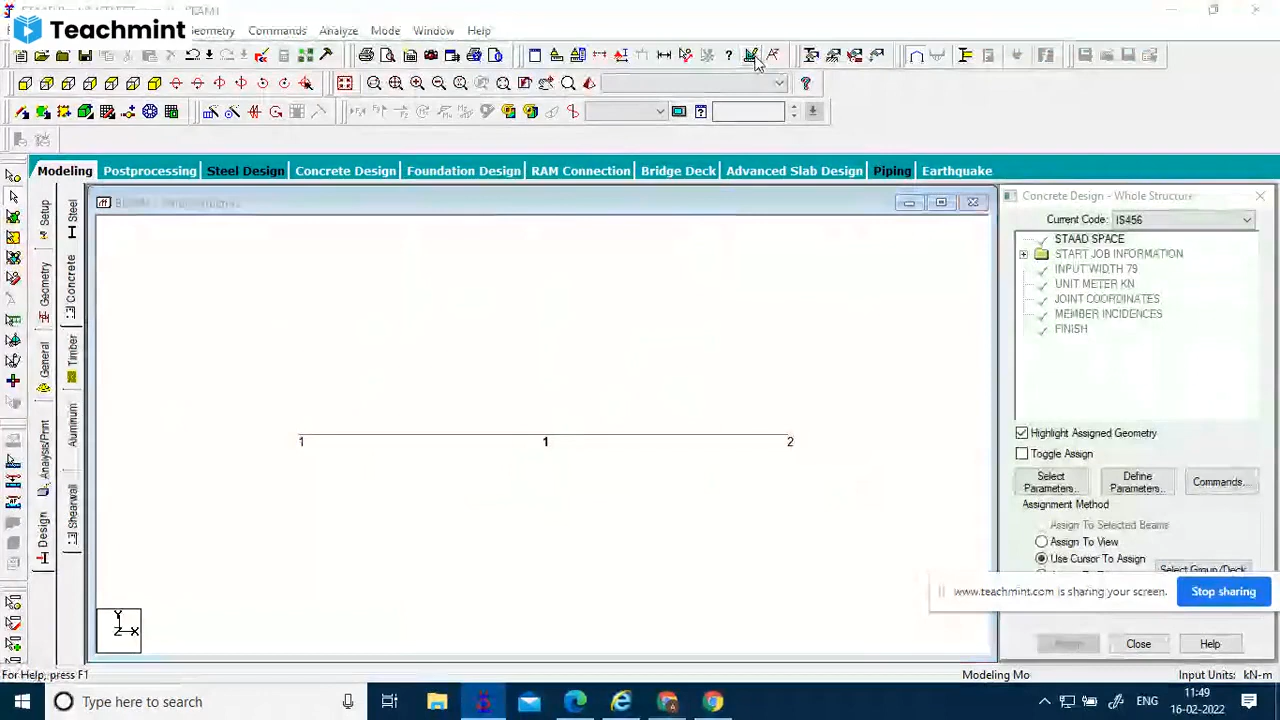 Teachmint
Geometry Commands Analyze Mode Window Help
Modeling Postprocessing Steel Design Concrete Design Foundation Design RAM Connection Bridge Deck Advanced Slab Design Piping Earthquake
Setup
Geometry
General
Analysis/Print
Design
Steel
Concrete
Timber
Aluminum
Shearwall
1
1
2
Y
Z X
Concrete Design - Whole Structure
Current Code: IS456
STAAD SPACE
START JOB INFORMATION
INPUT WIDTH 79
UNIT METER KN
JOINT COORDINATES
MEMBER INCIDENCES
FINISH
Highlight Assigned Geometry
Toggle Assign
Select Parameters...
Define Parameters...
Commands...
Assignment Method
Assign To Selected Beams
Assign To View
Use Cursor To Assign
Select Group/Deck
www.teachmint.com is sharing your screen. Stop sharing
Assign Close Help
For Help, press F1
Modeling Mo
Input Units: kN-m
Type here to search
ENG
11:49
16-02-2022